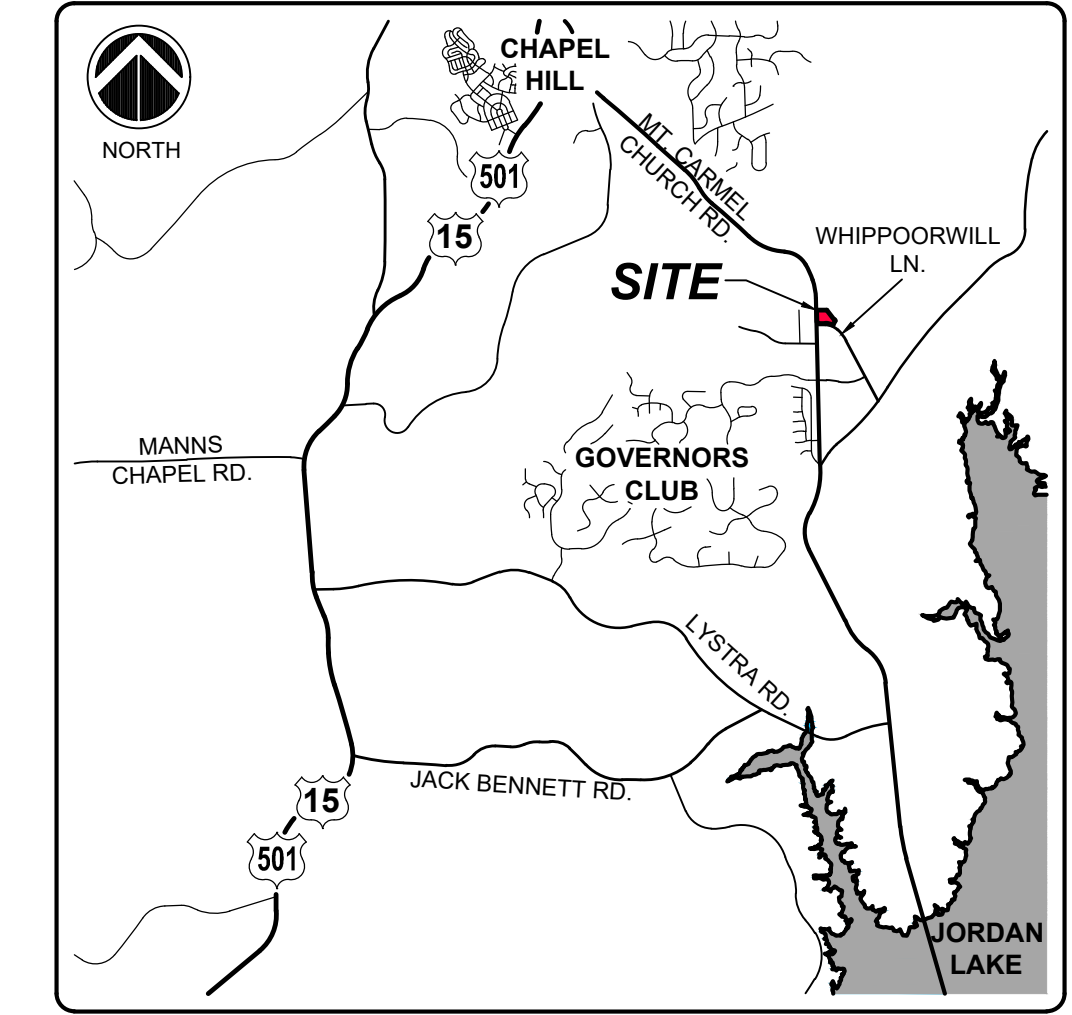 CHAPEL
HILL
NORTH
MT. CARMEL
CHURCH RD.
501
15
WHIPPOORWILL
LN.
SITE
MANNS
CHAPEL RD.
GOVERNORS
CLUB
LYSTRA RD.
JACK BENNETT RD.
15
501
JORDAN
LAKE